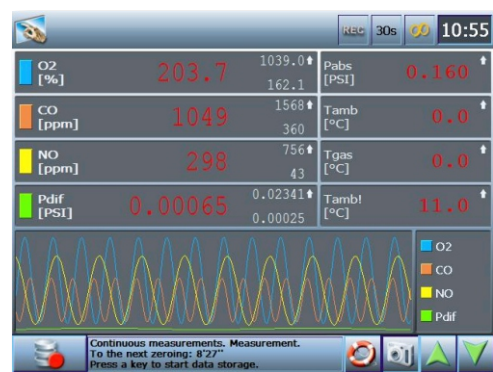 REC 30s 10:55
O2 [%] 203.7 1039.0 162.1
Pabs [PSI] 0.160
CO [ppm] 1049 1568 360
Tamb [°C] 0.0
NO [ppm] 298 756 43
Tgas [°C] 0.0
Pdif [PSI] 0.00065 0.02341 0.00025
Tamb! [°C] 11.0
O2
CO
NO
Pdif
Continuous measurements. Measurement.
To the next zeroing: 8'27"
Press a key to start data storage.